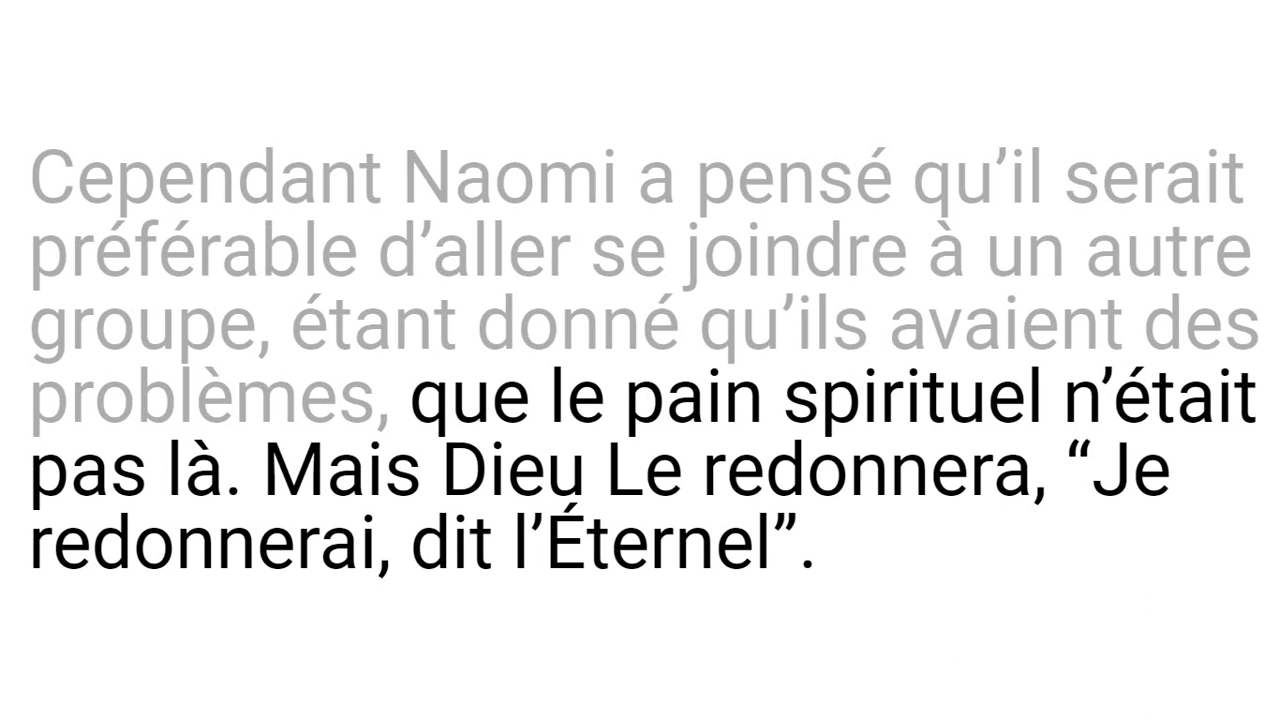 Cependant Naomi a pensé qu’il serait
préférable d’aller se joindre à un autre
groupe, étant donné qu’ils avaient des
problèmes, que le pain spirituel n’était
pas là. Mais Dieu Le redonnera, “Je
redonnerai, dit l’Éternel”.